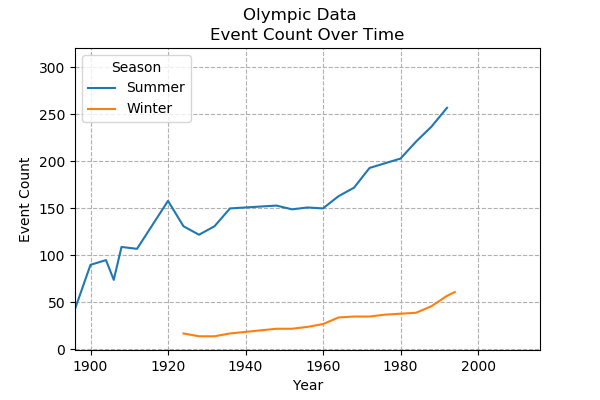 Olympic Data
Event Count Over Time
Season
Summer
Winter
Event Count
300
250
200
150
100
50
0
1900 1920 1940 1960 1980 2000
Year